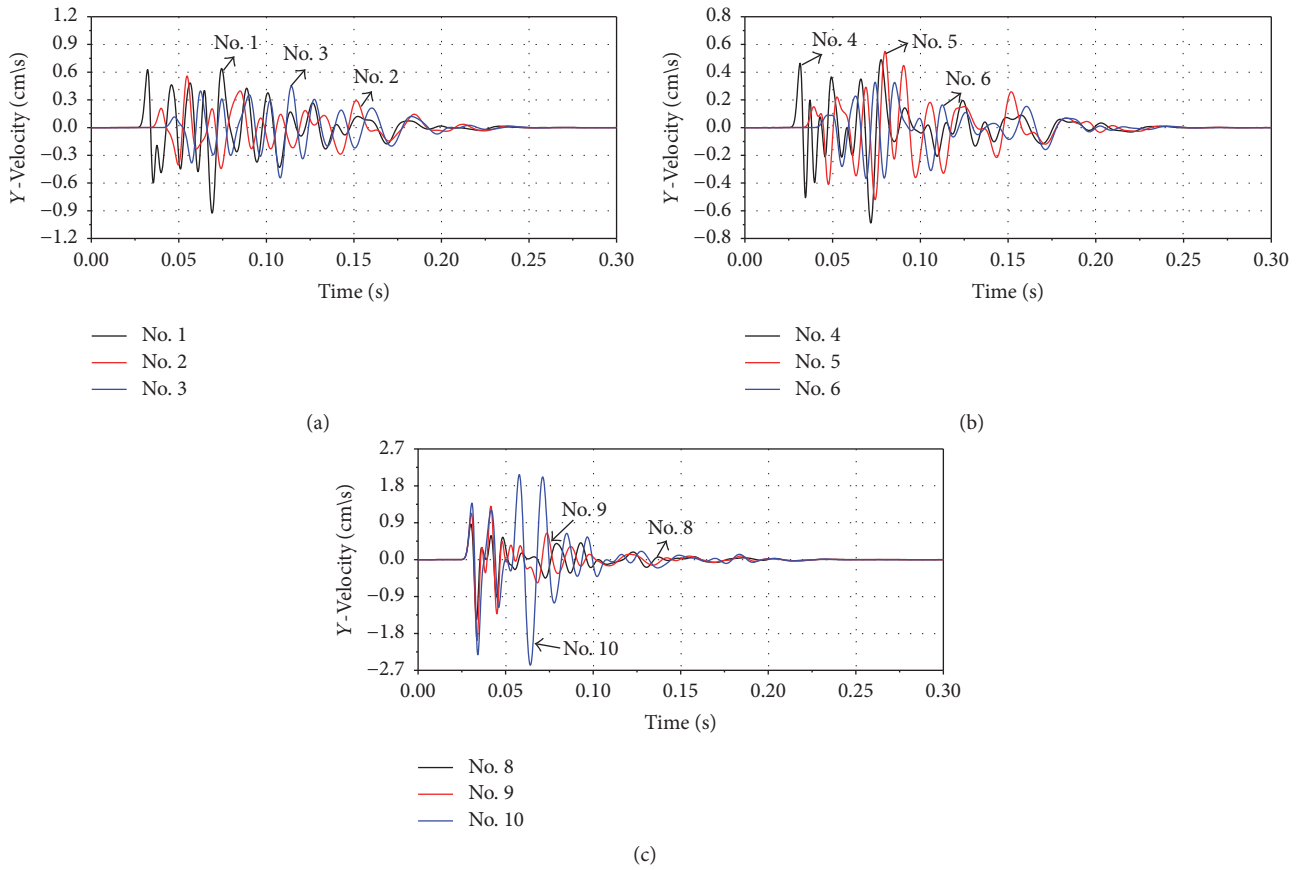 1.2
0.9
0.6
0.3
0.0
−0.3
−0.6
−0.9
−1.2
Y-Velocity (cm\s)
No. 1
No. 3
No. 2
0.00 0.05 0.10 0.15 0.20 0.25 0.30
Time (s)
No. 1
No. 2
No. 3
(a)
0.8
0.6
0.4
0.2
0.0
−0.2
−0.4
−0.6
−0.8
Y-Velocity (cm\s)
No. 4
No. 5
No. 6
0.00 0.05 0.10 0.15 0.20 0.25 0.30
Time (s)
No. 4
No. 5
No. 6
(b)
2.7
1.8
0.9
0.0
−0.9
−1.8
−2.7
Y-Velocity (cm\s)
No. 9
No. 8
No. 10
0.00 0.05 0.10 0.15 0.20 0.25 0.30
Time (s)
No. 8
No. 9
No. 10
(c)